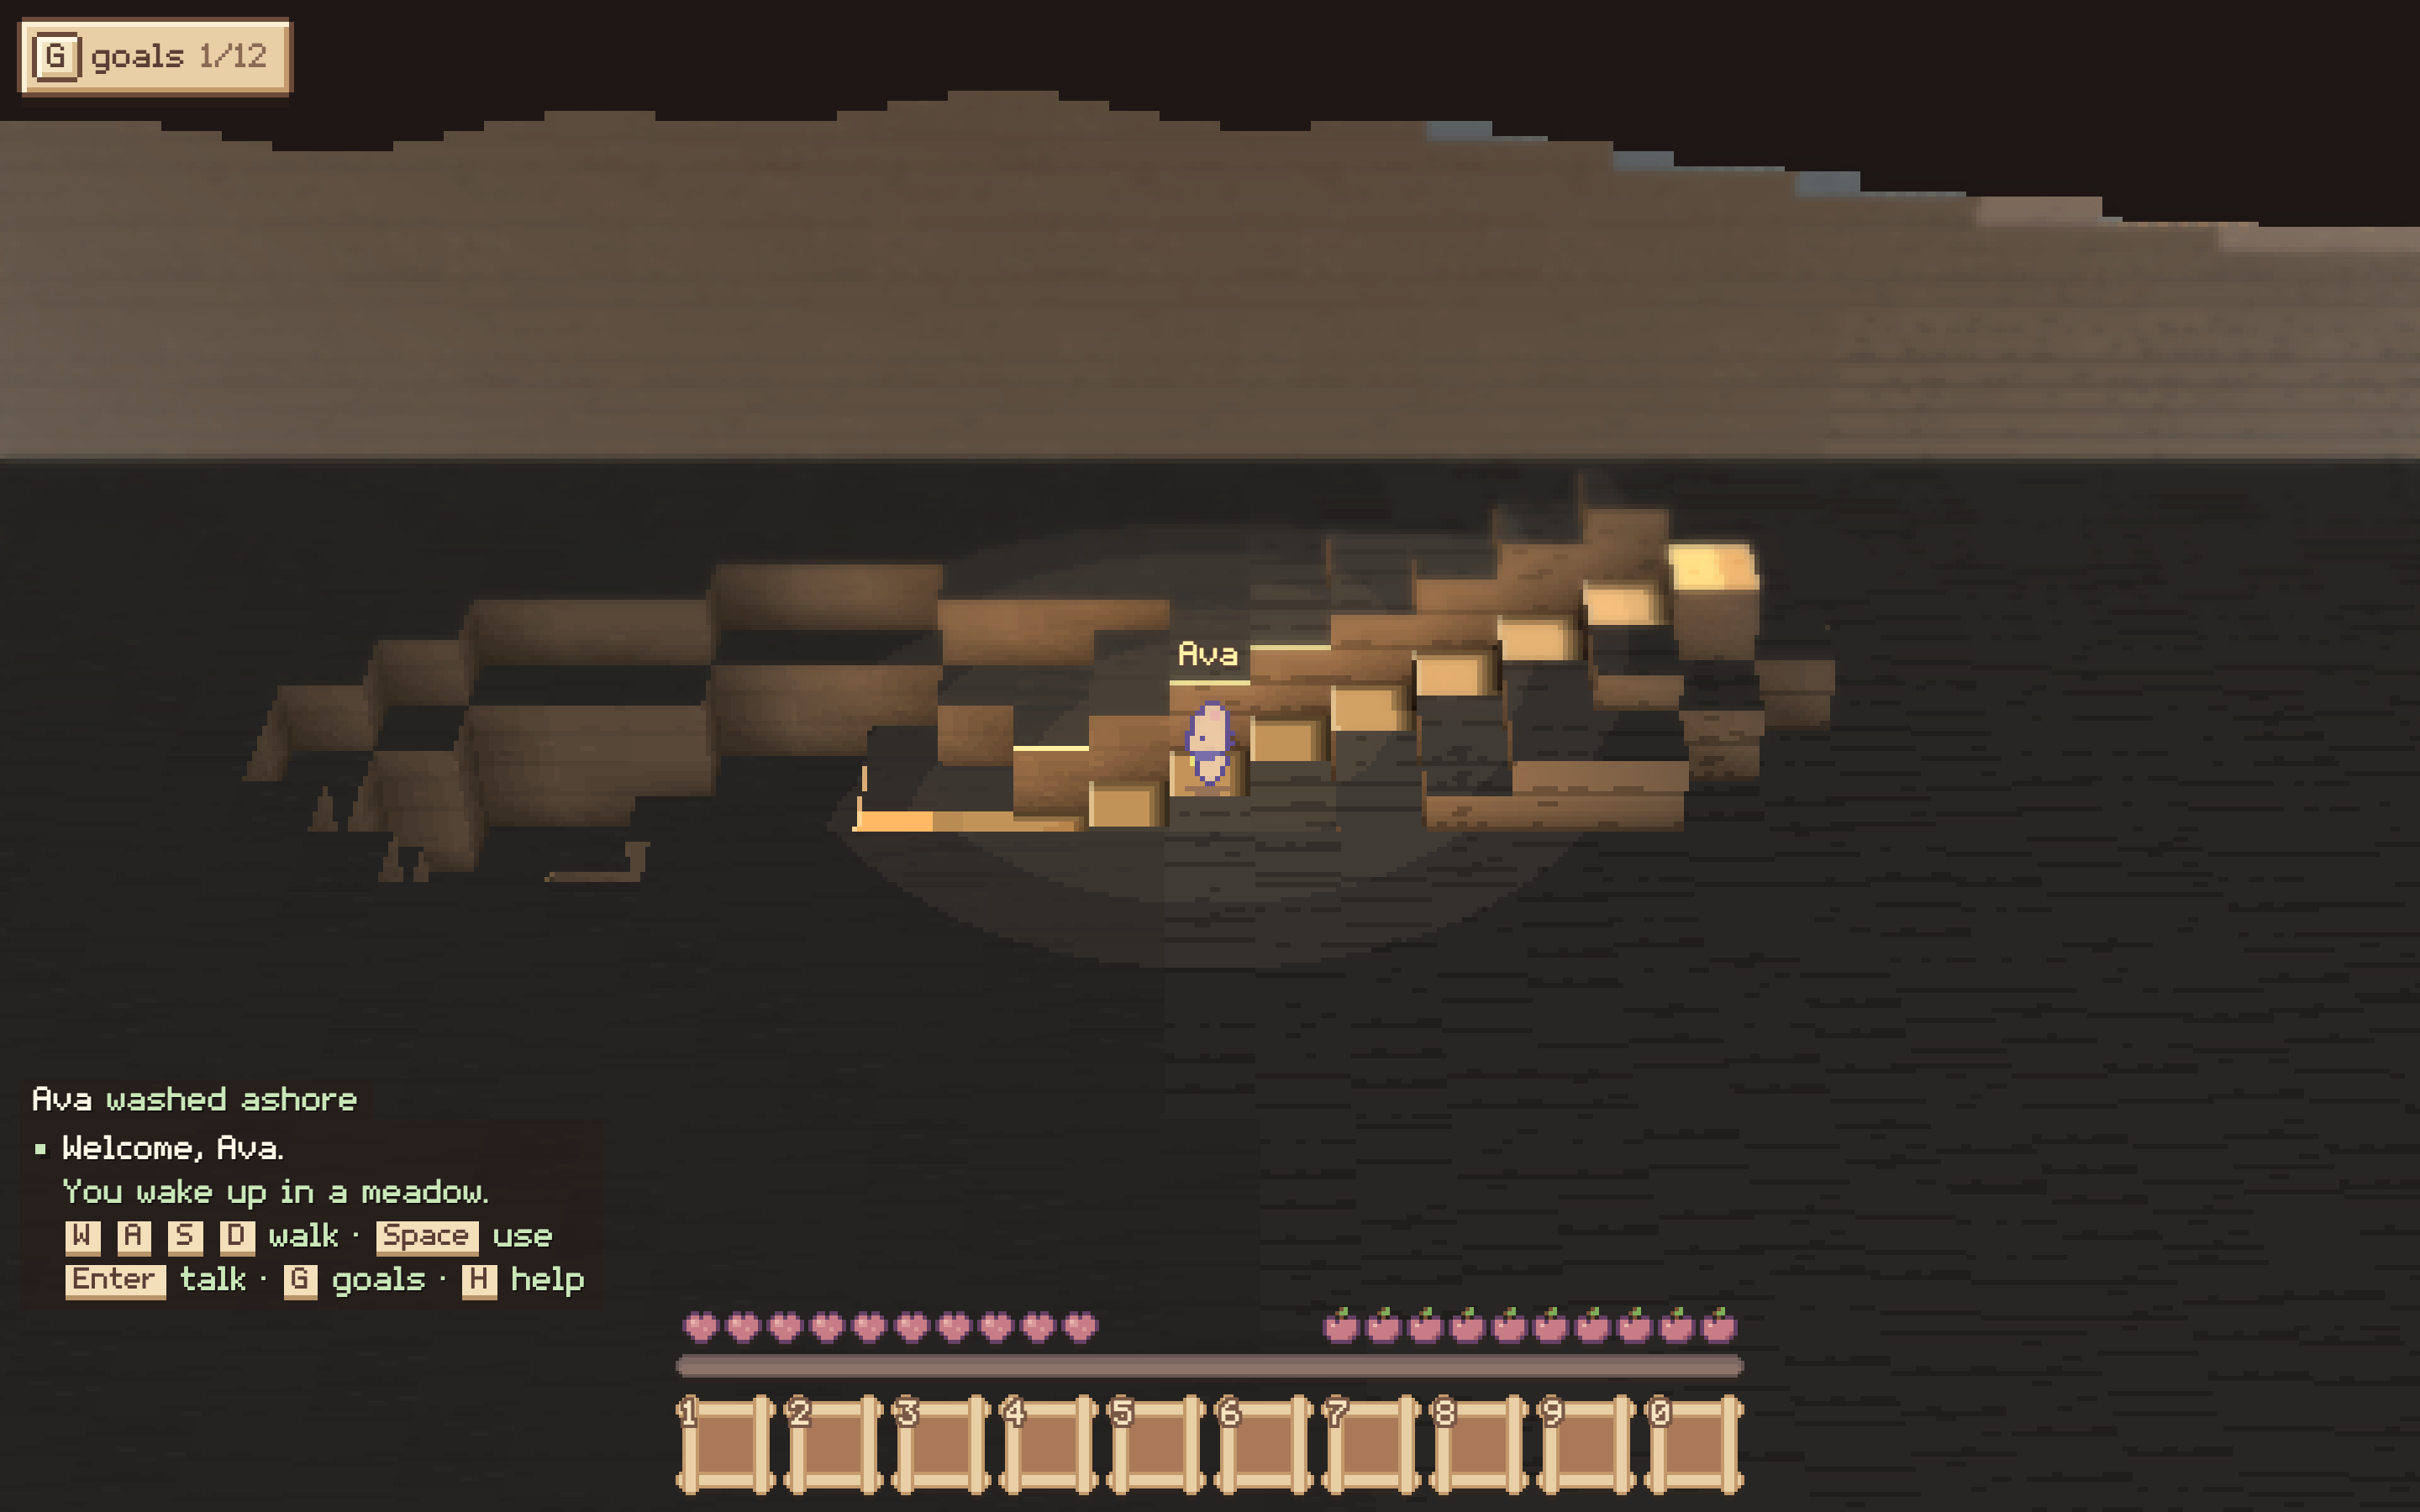 G goals 1/12
Ava
Ava washed ashore
Welcome, Ava.
You wake up in a meadow.
W A S D walk · Space use
Enter talk · G goals · H help
1 2 3 4 5 6 7 8 9 0